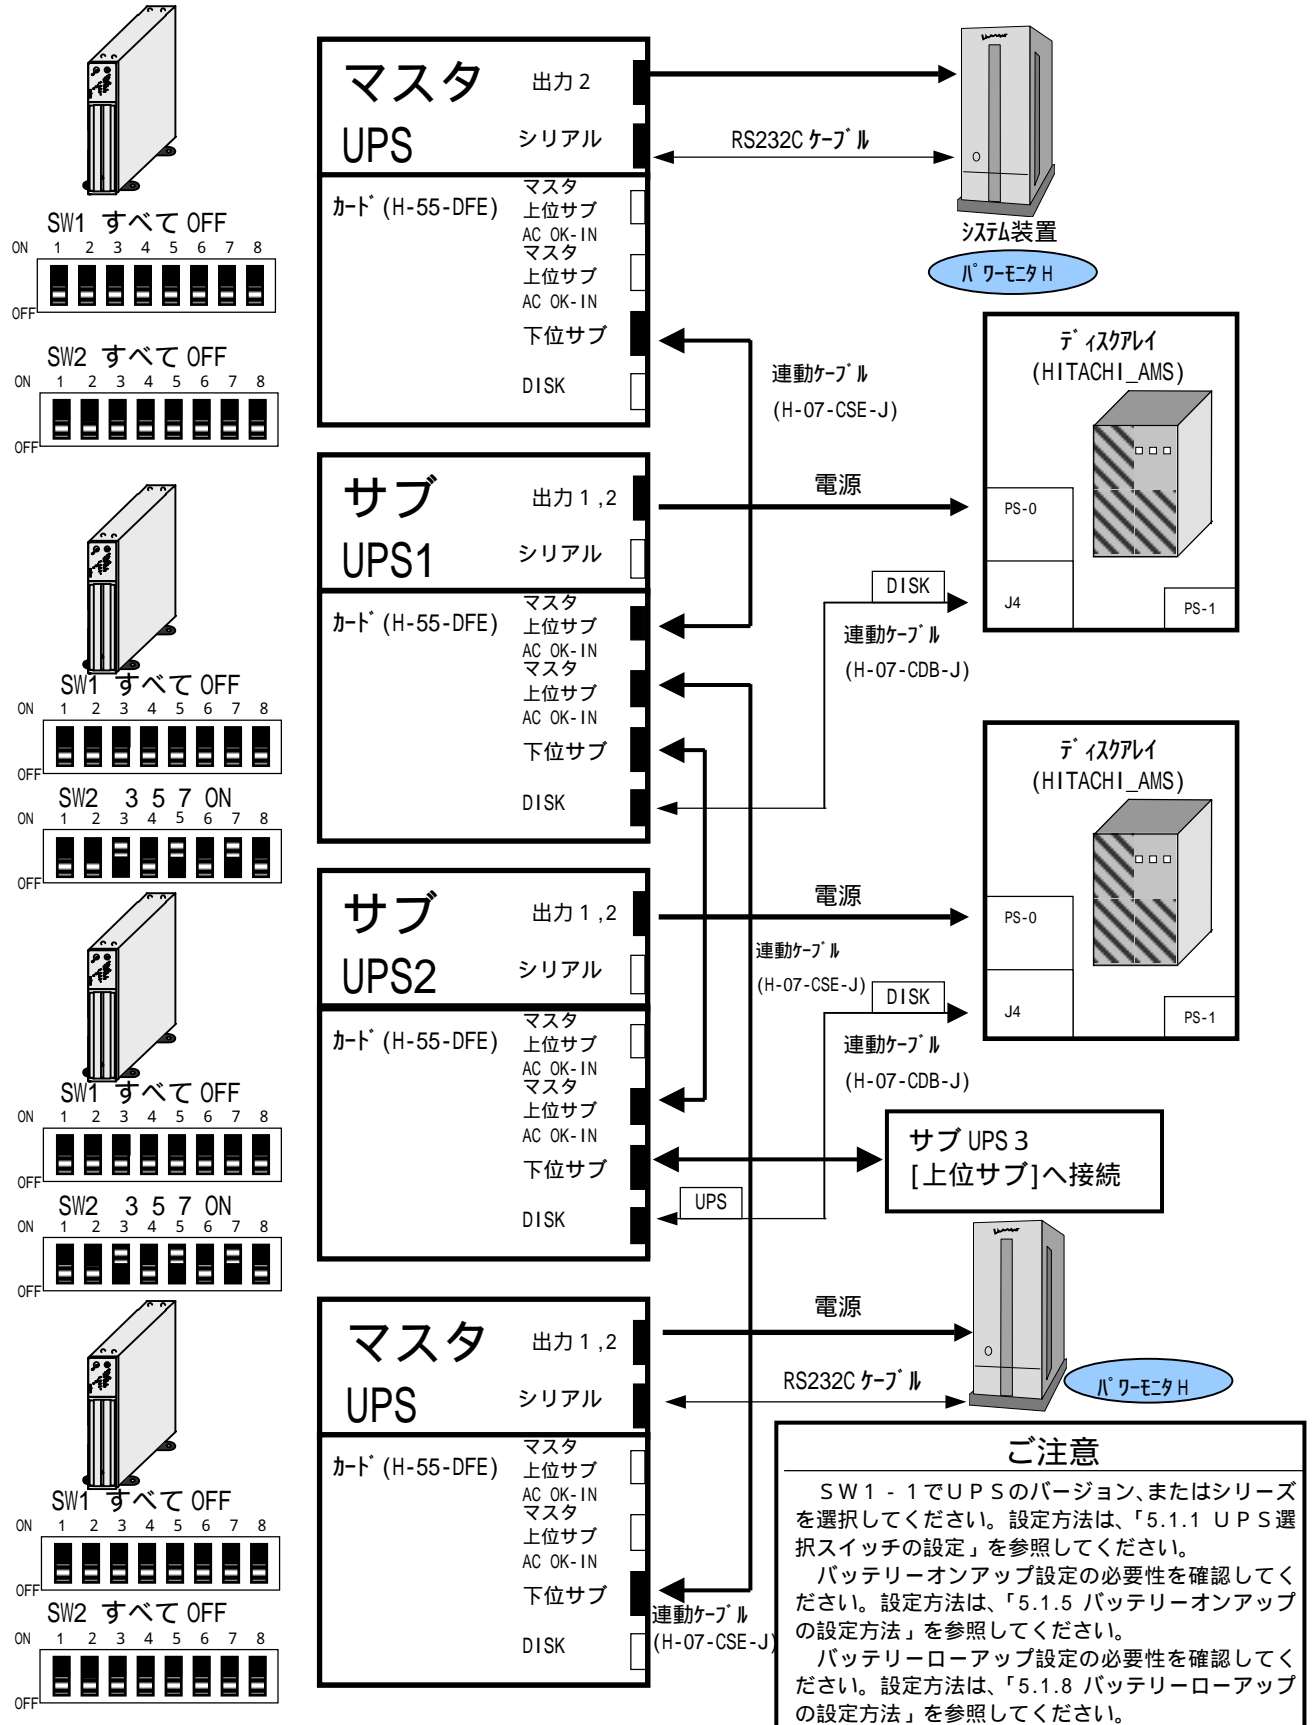 マスタ 出力2
UPS シリアル
RS232C ケーブル
カード(H-55-DFE)
マスタ
上位サブ
AC OK-IN
マスタ
上位サブ
AC OK-IN
下位サブ
DISK
システム装置
パワーモニタ H
SW1 すべて OFF
ON 1 2 3 4 5 6 7 8
OFF
SW2 すべて OFF
ON 1 2 3 4 5 6 7 8
OFF
連動ケーブル
(H-07-CSE-J)
ディスクアレイ
(HITACHI_AMS)
PS-0
J4
PS-1
サブ 出力1,2
UPS1 シリアル
電源
カード(H-55-DFE)
マスタ
上位サブ
AC OK-IN
マスタ
上位サブ
AC OK-IN
下位サブ
DISK
DISK
連動ケーブル
(H-07-CDB-J)
SW1 すべて OFF
ON 1 2 3 4 5 6 7 8
OFF
SW2 3 5 7 ON
ON 1 2 3 4 5 6 7 8
OFF
ディスクアレイ
(HITACHI_AMS)
PS-0
J4
PS-1
サブ 出力1,2
UPS2 シリアル
電源
連動ケーブル
(H-07-CSE-J)
DISK
連動ケーブル
(H-07-CDB-J)
カード(H-55-DFE)
マスタ
上位サブ
AC OK-IN
マスタ
上位サブ
AC OK-IN
下位サブ
DISK
UPS
サブ UPS3
[上位サブ]へ接続
SW1 すべて OFF
ON 1 2 3 4 5 6 7 8
OFF
SW2 3 5 7 ON
ON 1 2 3 4 5 6 7 8
OFF
マスタ 出力1,2
UPS シリアル
電源
RS232C ケーブル
パワーモニタ H
カード(H-55-DFE)
マスタ
上位サブ
AC OK-IN
マスタ
上位サブ
AC OK-IN
下位サブ
DISK
連動ケーブル
(H-07-CSE-J)
SW1 すべて OFF
ON 1 2 3 4 5 6 7 8
OFF
SW2 すべて OFF
ON 1 2 3 4 5 6 7 8
OFF
ご注意
SW1-1でUPSのバージョン、またはシリーズ
を選択してください。設定方法は、「5.1.1 UPS選
択スイッチの設定」を参照してください。
バッテリーオンアップ設定の必要性を確認してく
ださい。設定方法は、「5.1.5 バッテリーオンアップ
の設定方法」を参照してください。
バッテリーローアップ設定の必要性を確認してく
ださい。設定方法は、「5.1.8 バッテリーローアップ
の設定方法」を参照してください。